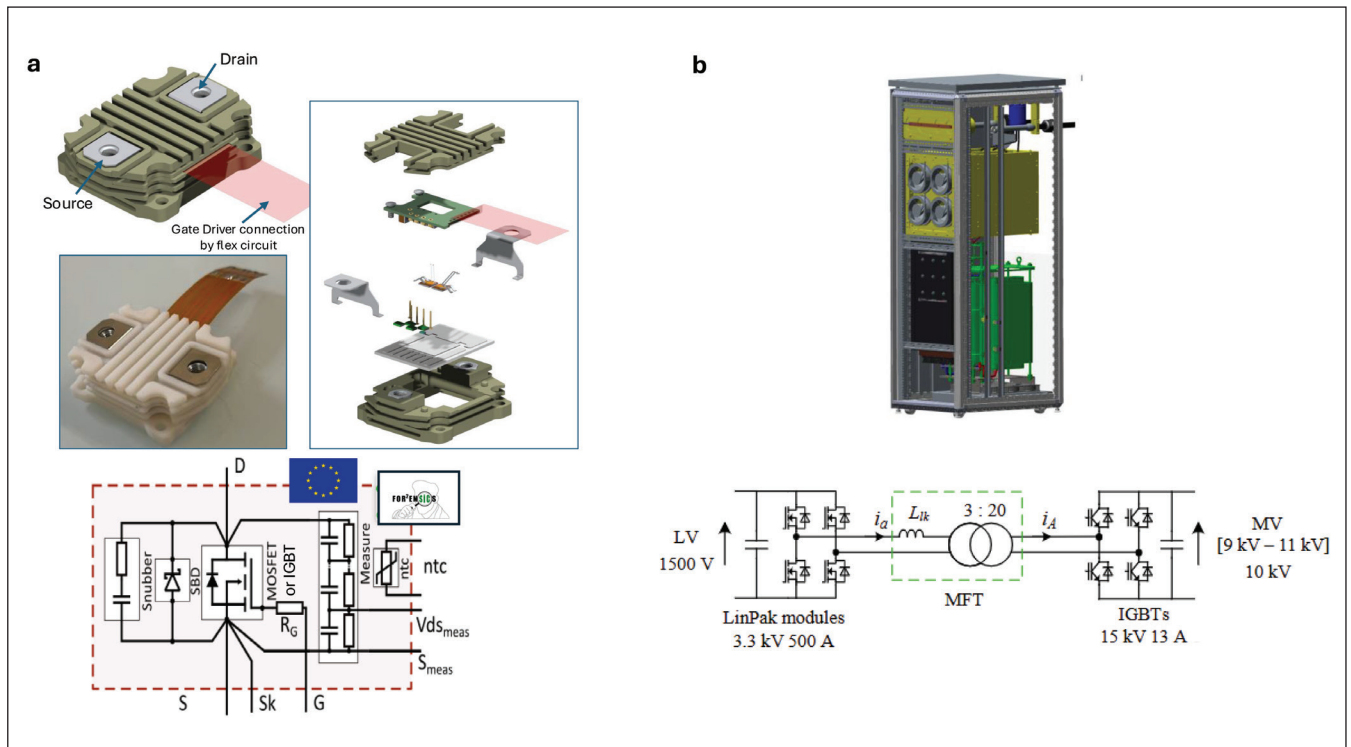 a
Drain
Source
Gate Driver connection
by flex circuit
D
FOR²ENSICS
Snubber
SBD
MOSFET
or IGBT
R_G
Measure
ntc
ntc
Vds_meas
S_meas
S
Sk
G
b
LV
1500 V
i_a
L_lk
3 : 20
i_A
MV
[9 kV – 11 kV]
10 kV
MFT
LinPak modules
3.3 kV 500 A
IGBTs
15 kV 13 A